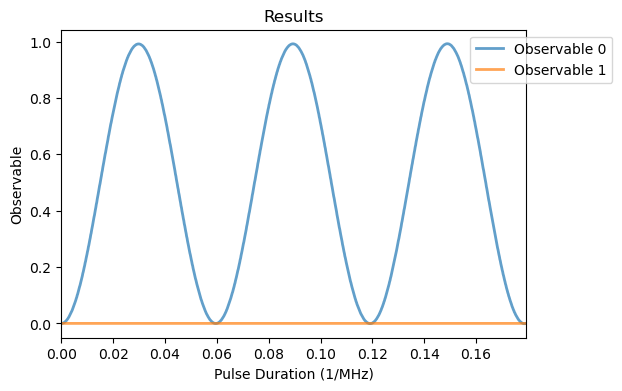 Results
Observable 0
Observable 1
Observable
1.0
0.8
0.6
0.4
0.2
0.0
0.00 0.02 0.04 0.06 0.08 0.10 0.12 0.14 0.16
Pulse Duration (1/MHz)